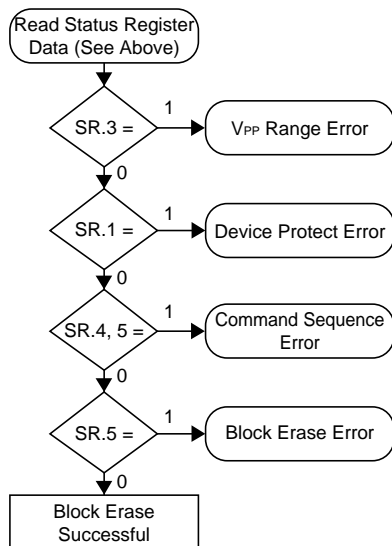 Read Status Register
Data (See Above)
1
SR.3 =
VPP Range Error
0
1
SR.1 =
Device Protect Error
0
1
SR.4, 5 =
Command Sequence
Error
0
1
SR.5 =
Block Erase Error
0
Block Erase
Successful